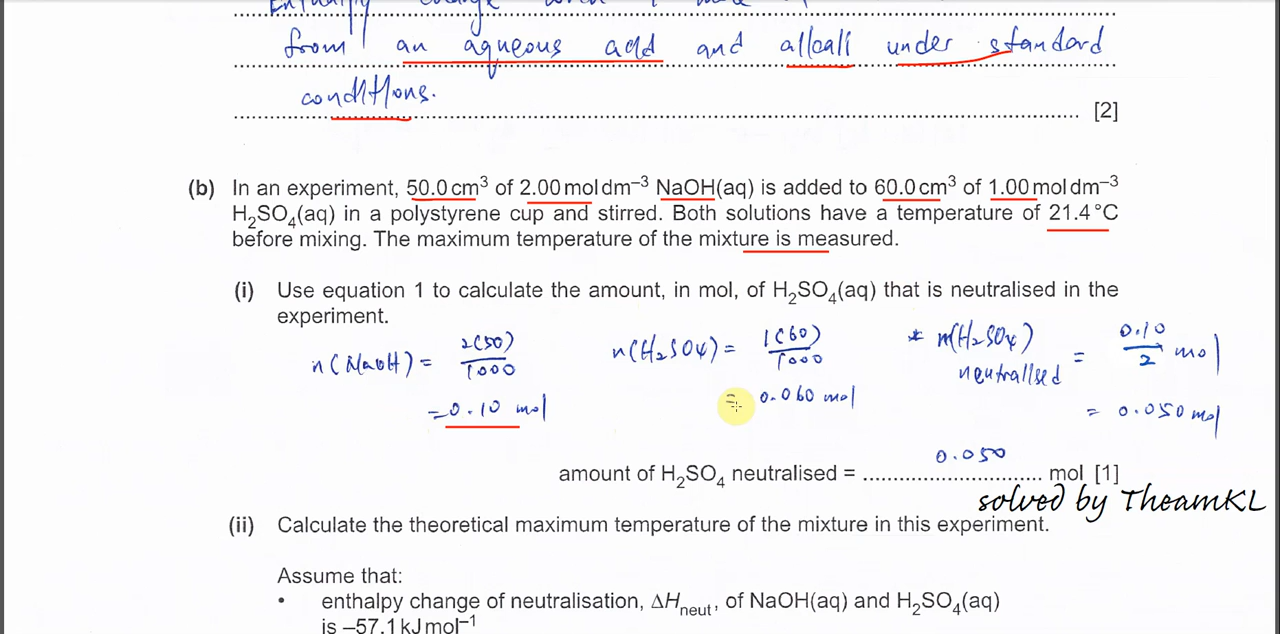 Enthalpy change when 1 mole
from an aqueous acid and alkali under standard
conditions.
[2]
(b) In an experiment, 50.0 cm³ of 2.00 mol dm⁻³ NaOH(aq) is added to 60.0 cm³ of 1.00 mol dm⁻³
H₂SO₄(aq) in a polystyrene cup and stirred. Both solutions have a temperature of 21.4 °C
before mixing. The maximum temperature of the mixture is measured.
(i) Use equation 1 to calculate the amount, in mol, of H₂SO₄(aq) that is neutralised in the
experiment.
n(NaOH) = 2(50)/1000 n(H₂SO₄) = 1(60)/1000 * n(H₂SO₄) neutralised = 0.10/2 mol
= 0.10 mol = 0.060 mol = 0.050 mol
amount of H₂SO₄ neutralised = 0.050 mol [1]
solved by TheamKL
(ii) Calculate the theoretical maximum temperature of the mixture in this experiment.
Assume that:
• enthalpy change of neutralisation, ΔHneut, of NaOH(aq) and H₂SO₄(aq)
is –57.1 kJ mol⁻¹